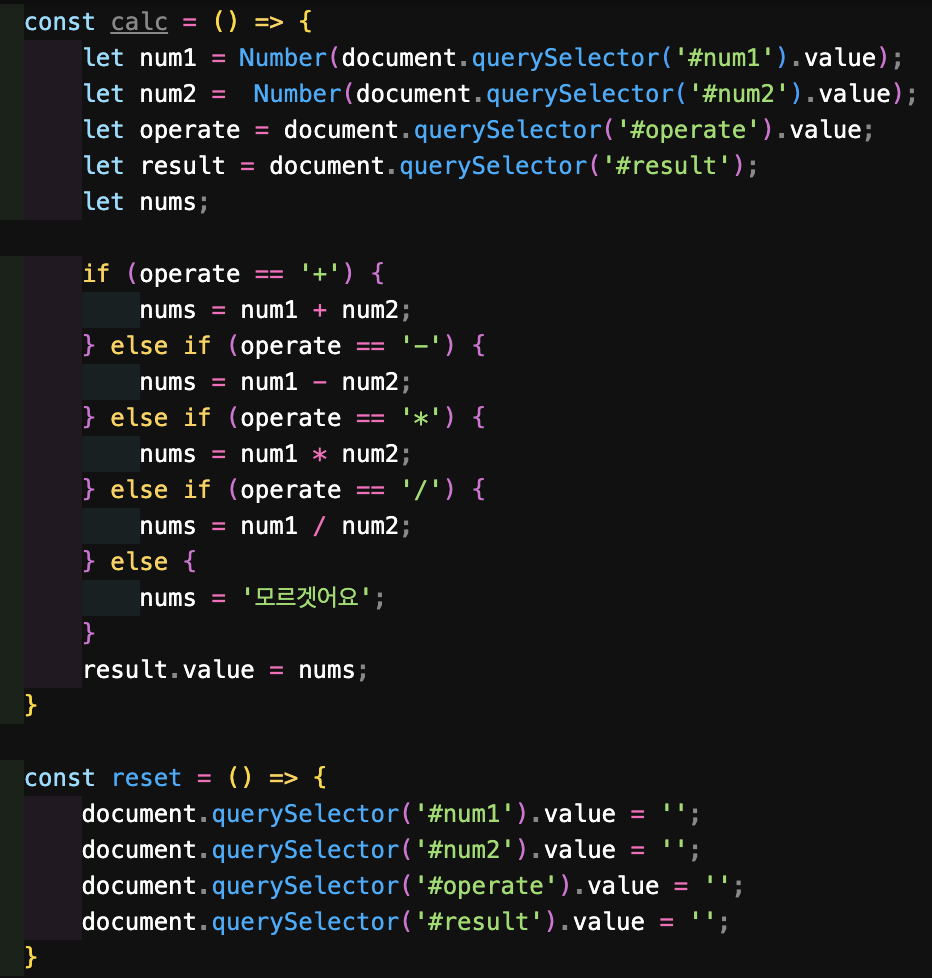 const calc = () => {
let num1 = Number(document.querySelector('#num1').value);
let num2 =  Number(document.querySelector('#num2').value);
let operate = document.querySelector('#operate').value;
let result = document.querySelector('#result');
let nums;
if (operate == '+') {
nums = num1 + num2;
} else if (operate == '-') {
nums = num1 - num2;
} else if (operate == '*') {
nums = num1 * num2;
} else if (operate == '/') {
nums = num1 / num2;
} else {
nums = '모르겟어요';
}
result.value = nums;
}
const reset = () => {
document.querySelector('#num1').value = '';
document.querySelector('#num2').value = '';
document.querySelector('#operate').value = '';
document.querySelector('#result').value = '';
}